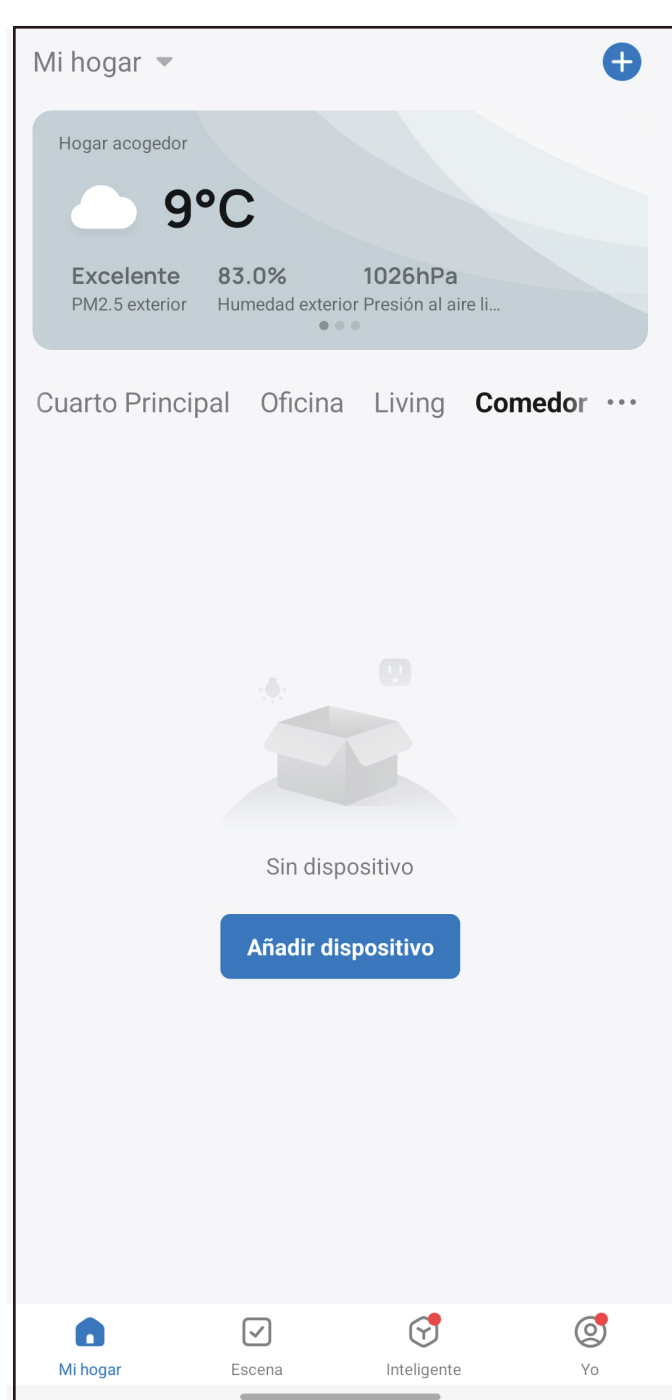 Mi hogar
Hogar acogedor
9°C
Excelente 83.0% 1026hPa
PM2.5 exterior Humedad exterior Presión al aire li...
Cuarto Principal Oficina Living Comedor
Sin dispositivo
Añadir dispositivo
Mi hogar Escena Inteligente Yo